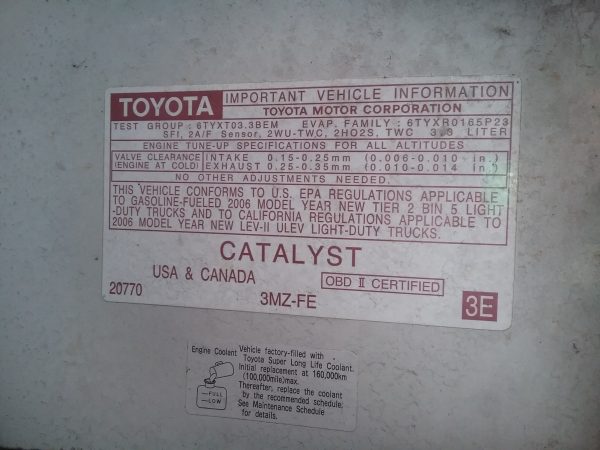 TOYOTA
IMPORTANT VEHICLE INFORMATION
TOYOTA MOTOR CORPORATION
TEST GROUP : 6TYXT03.3BEM EVAP. FAMILY : 6TYXR0165P23
SFI, 2A/F Sensor, 2WU-TWC, 2HO2S, TWC 3.3 LITER
ENGINE TUNE-UP SPECIFICATIONS FOR ALL ALTITUDES
VALVE CLEARANCE INTAKE 0.15-0.25mm (0.006-0.010 in.)
(ENGINE AT COLD) EXHAUST 0.25-0.35mm (0.010-0.014 in.)
NO OTHER ADJUSTMENTS NEEDED.
THIS VEHICLE CONFORMS TO U.S. EPA REGULATIONS APPLICABLE
TO GASOLINE-FUELED 2006 MODEL YEAR NEW TIER 2 BIN 5 LIGHT
-DUTY TRUCKS AND TO CALIFORNIA REGULATIONS APPLICABLE TO
2006 MODEL YEAR NEW LEV-II ULEV LIGHT-DUTY TRUCKS.
CATALYST
USA & CANADA
OBD II CERTIFIED
20770
3MZ-FE
3E
Engine Coolant
Vehicle factory-filled with
Toyota Super Long Life Coolant.
Initial replacement at 160,000km
(100,000mile)max.
Thereafter, replace the coolant
by the recommended schedule.
See Maintenance Schedule
for details.
FULL
LOW